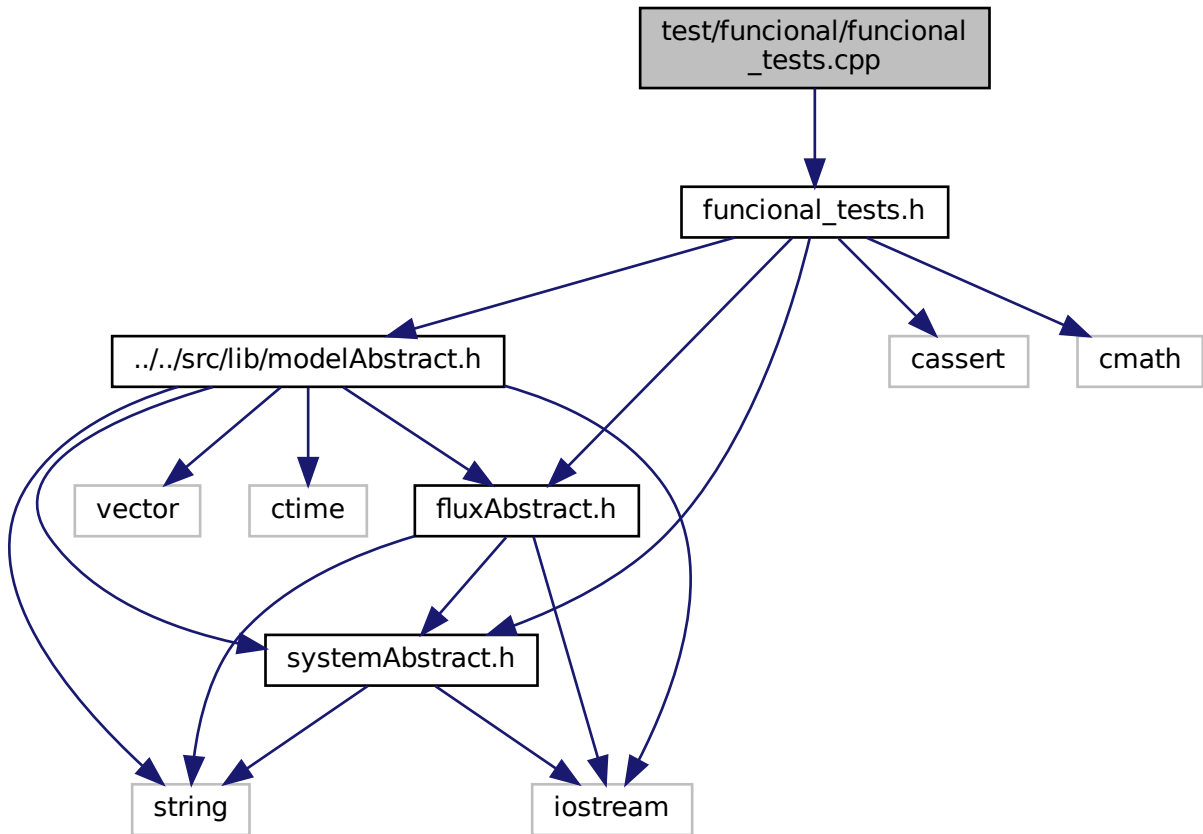 test/funcional/funcional
_tests.cpp
funcional_tests.h
../../src/lib/modelAbstract.h
cassert
cmath
vector
ctime
fluxAbstract.h
systemAbstract.h
string
iostream